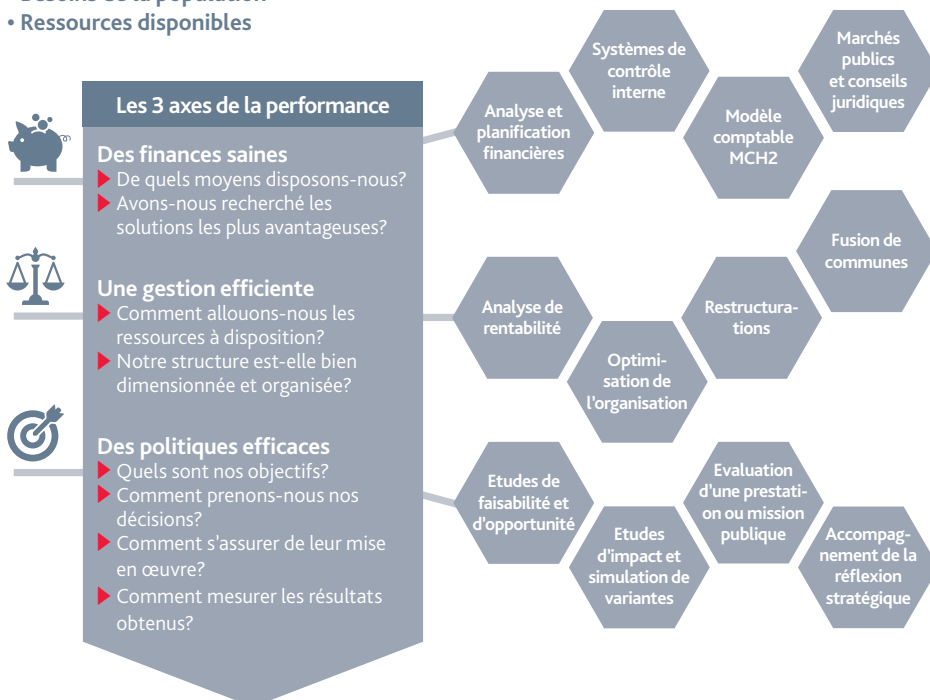 • Ressources disponibles
Les 3 axes de la performance
Des finances saines
De quels moyens disposons-nous?
Avons-nous recherché les
solutions les plus avantageuses?
Une gestion efficiente
Comment allouons-nous les
ressources à disposition?
Notre structure est-elle bien
dimensionnée et organisée?
Des politiques efficaces
Quels sont nos objectifs?
Comment prenons-nous nos
décisions?
Comment s'assurer de leur mise
en œuvre?
Comment mesurer les résultats
obtenus?
Analyse et
planification
financières
Systèmes de
contrôle
interne
Modèle
comptable
MCH2
Marchés
publics
et conseils
juridiques
Analyse de
rentabilité
Optimi-
sation de
l'organisation
Restructura-
tions
Fusion de
communes
Etudes de
faisabilité et
d'opportunité
Etudes
d'impact et
simulation de
variantes
Evaluation
d'une prestati-
on ou mission
publique
Accompag-
nement de la
réflexion
stratégique